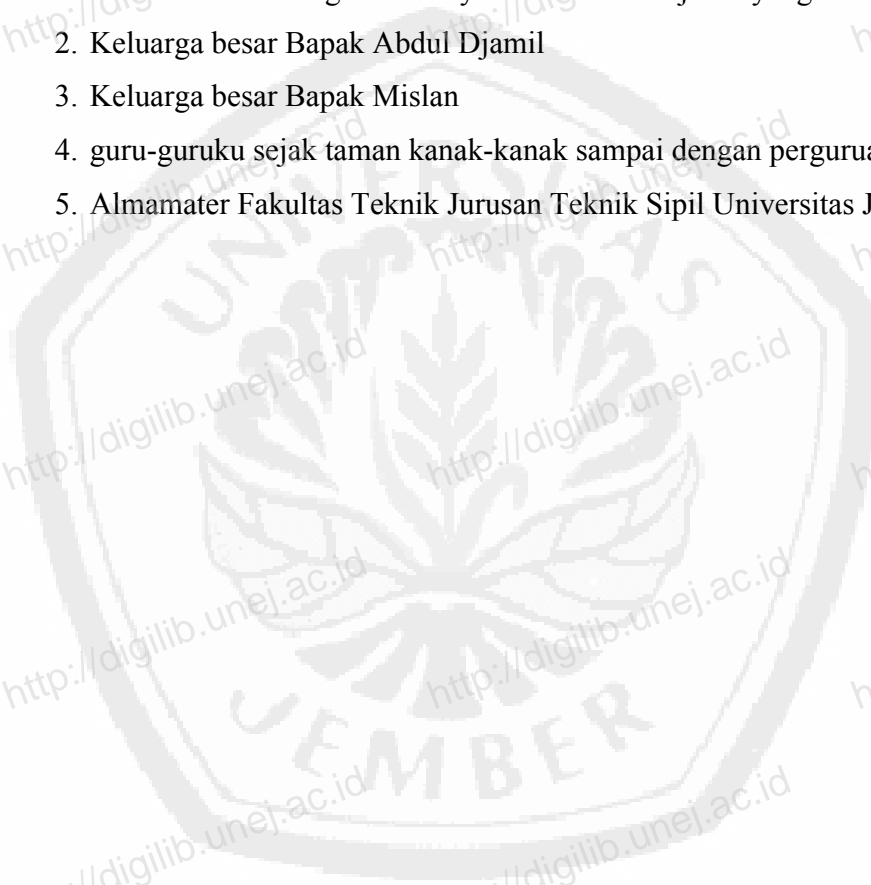 2. Keluarga besar Bapak Abdul Djamil
3. Keluarga besar Bapak Mislan
4. guru-guruku sejak taman kanak-kanak sampai dengan
5. Almamater Fakultas Teknik Jurusan Teknik Sipil Universitas
UNIVERSITAS
JEMBER
http://digilib.unej.ac.id
http://digilib.unej.ac.id
http://digilib.unej.ac.id
http://digilib.unej.ac.id
http://digilib.unej.ac.id
http://digilib.unej.ac.id